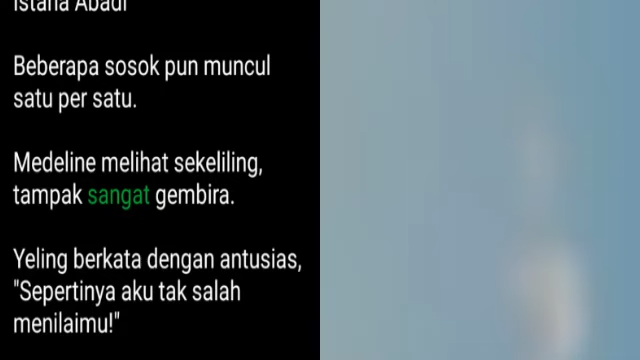 Istana Abadi
Beberapa sosok pun muncul
satu per satu.
Medeline melihat sekeliling,
tampak sangat gembira.
Yeling berkata dengan antusias,
"Sepertinya aku tak salah
menilaimu!"